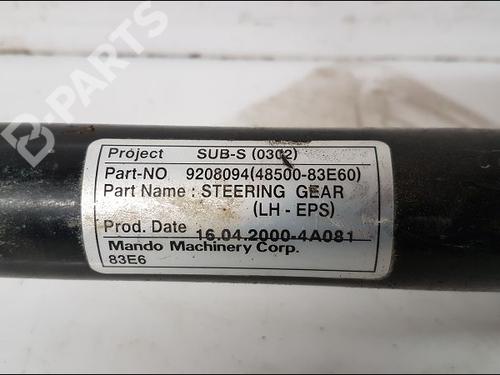 B PARTS
Project SUB-S (0302)
Part-NO 9208094(48500-83E60)
Part Name : STEERING GEAR
(LH - EPS)
Prod. Date 16.04.2000-4A081
Mando Machinery Corp.
83E6